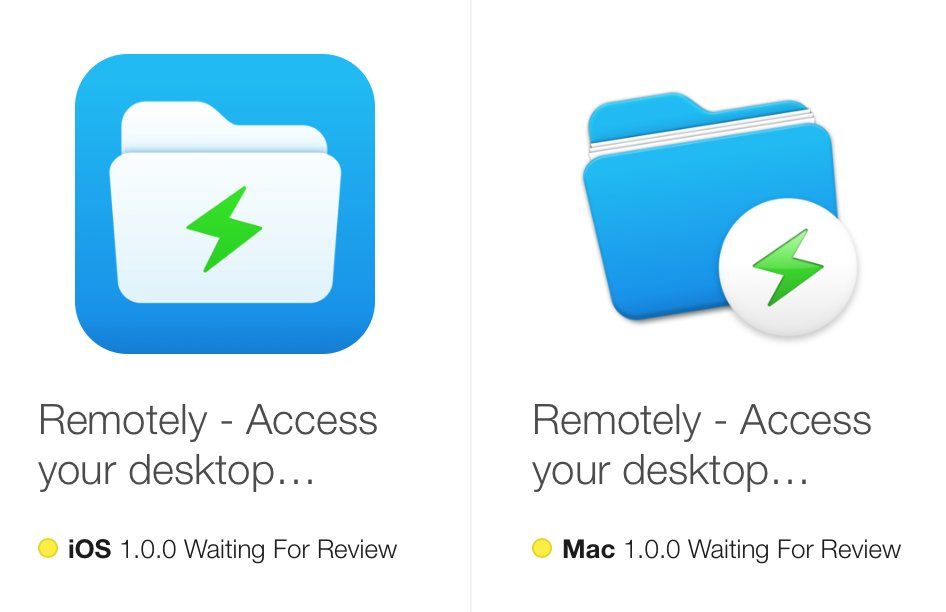 Remotely - Access
your desktop…
iOS 1.0.0 Waiting For Review
Remotely - Access
your desktop…
Mac 1.0.0 Waiting For Review